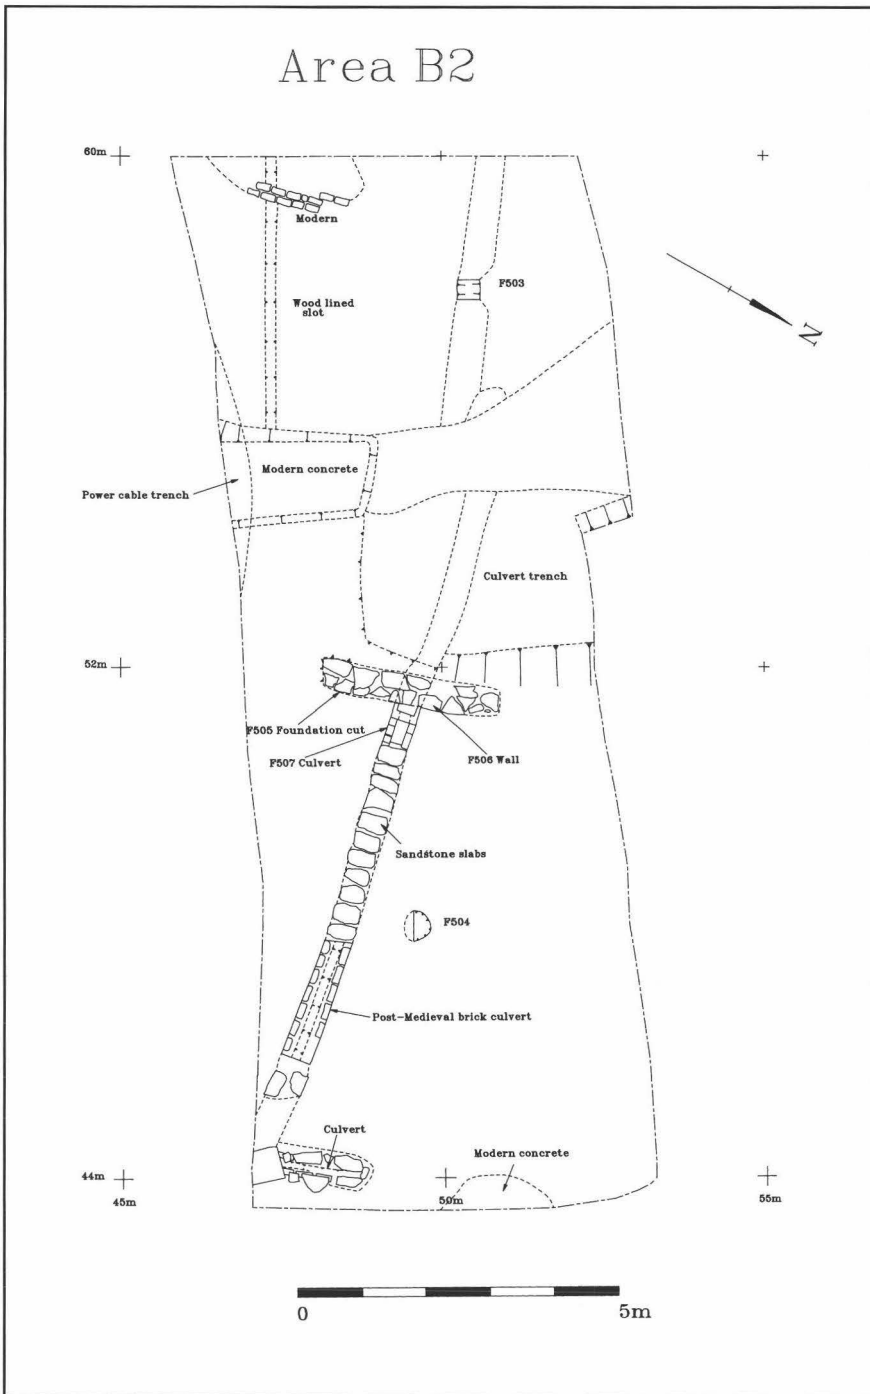 Area B2
60m
Modern
F503
Wood lined
slot
N
Modern concrete
Power cable trench
Culvert trench
52m
F505 Foundation cut
F507 Culvert
F506 Wall
Sandstone slabs
F504
Post-Medieval brick culvert
Culvert
Modern concrete
44m
45m
50m
55m
0
5m